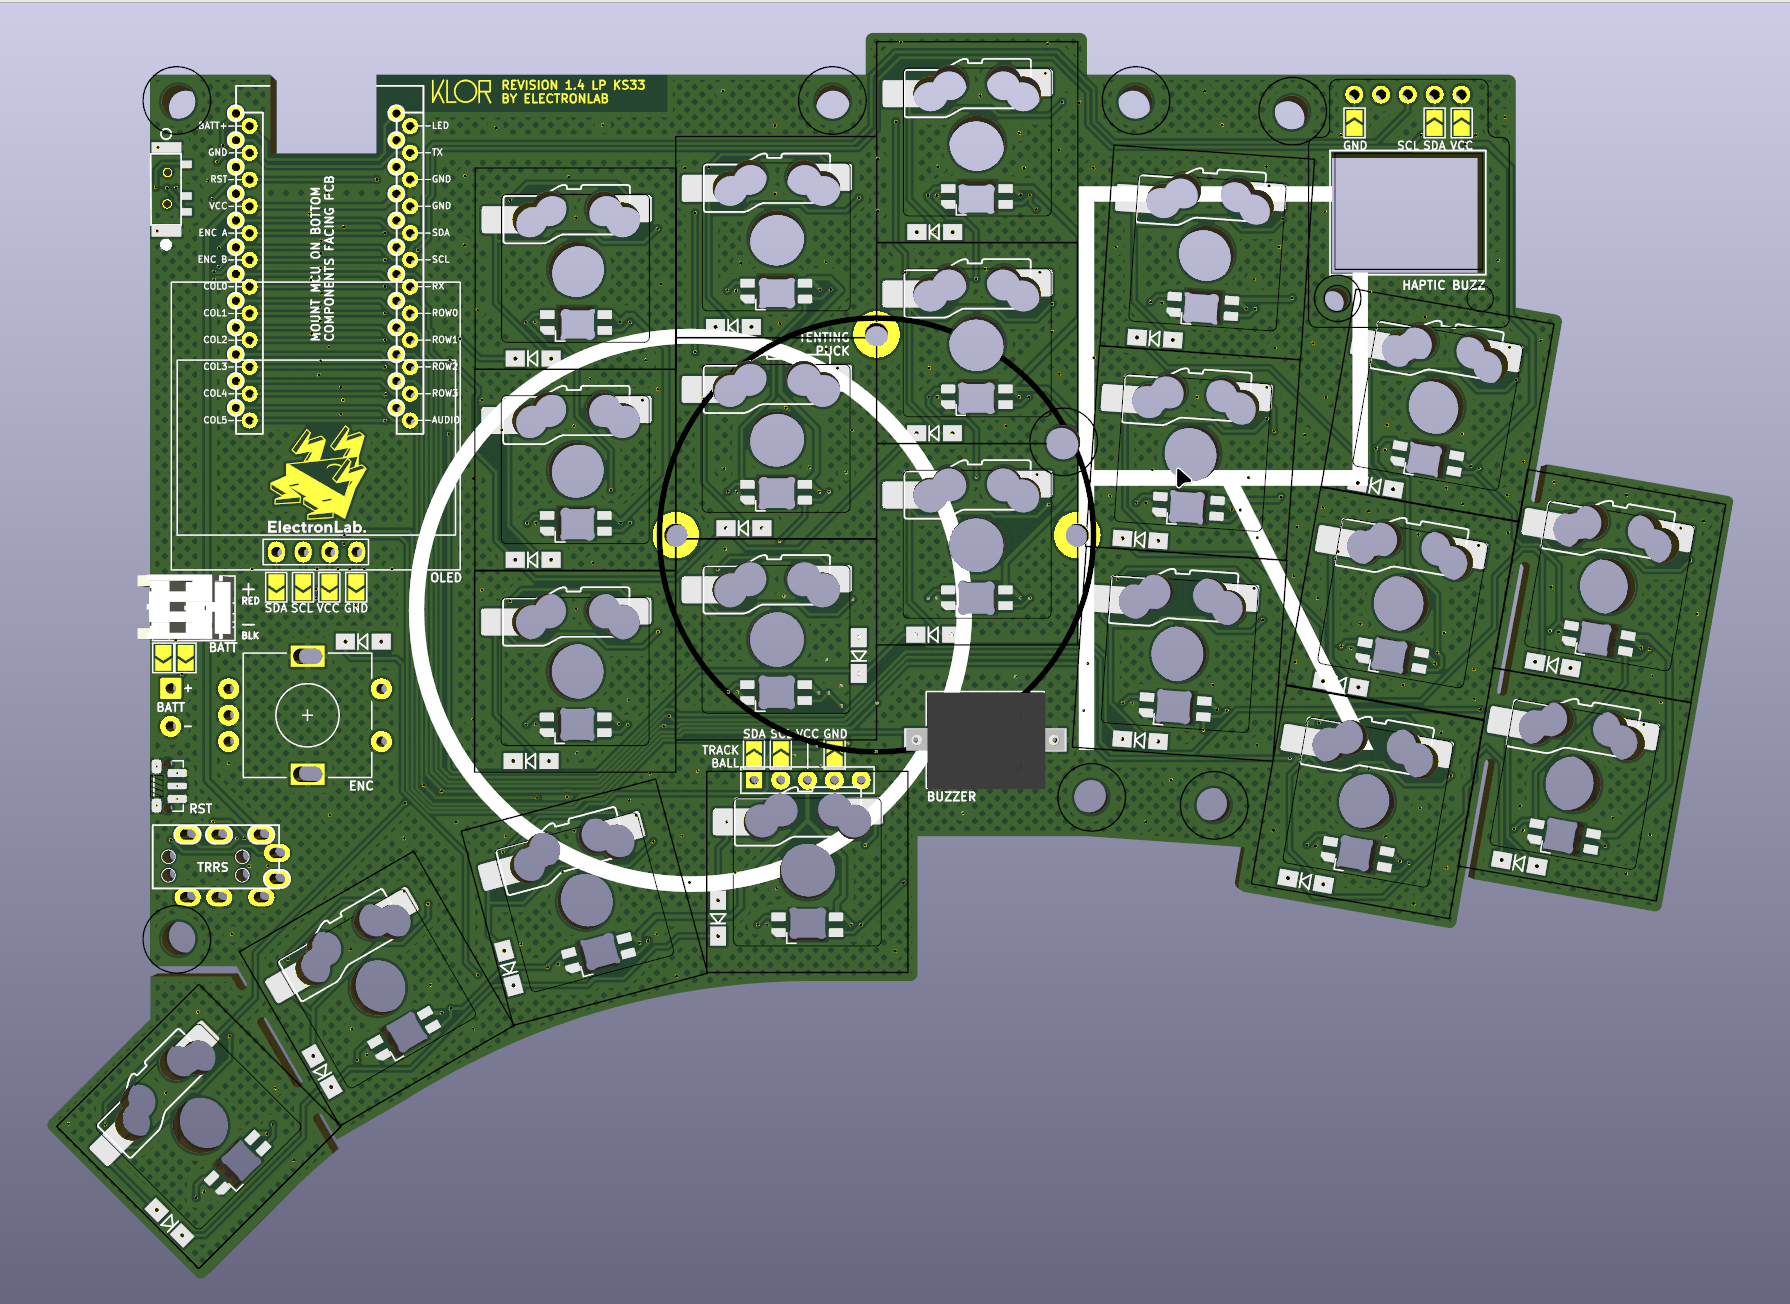 KLOR
REVISION 1.4 LP KS33
BY ELECTRONLAB
BATT+
GND
RST
VCC
ENC A
ENC B
COL0
COL1
COL2
COL3
COL4
COL5
MOUNT MCU ON BOTTOM
COMPONENTS FACING PCB
LED
TX
GND
GND
SDA
SCL
RX
ROW0
ROW1
ROW2
ROW3
AUDIO
GND
SCL SDA VCC
HAPTIC BUZZ
TENTING
PUCK
ElectronLab.
OLED
SDA SCL VCC GND
+
RED
−
BLK
BATT
+
BATT
−
ENC
RST
TRRS
SDA SCL VCC GND
TRACK
BALL
BUZZER
R